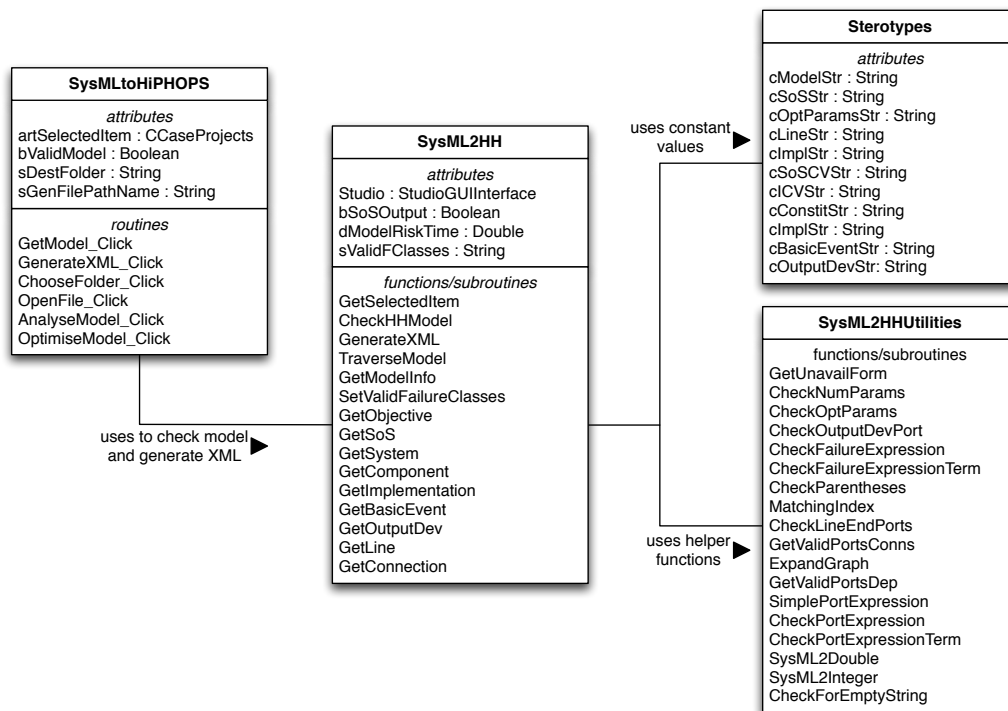 SysMLtoHiPHOPS
attributes
artSelectedItem : CCaseProjects
bValidModel : Boolean
sDestFolder : String
sGenFilePathName : String
routines
GetModel_Click
GenerateXML_Click
ChooseFolder_Click
OpenFile_Click
AnalyseModel_Click
OptimiseModel_Click
uses to check model
and generate XML
SysML2HH
attributes
Studio : StudioGUIInterface
bSoSOutput : Boolean
dModelRiskTime : Double
sValidFClasses : String
functions/subroutines
GetSelectedItem
CheckHHModel
GenerateXML
TraverseModel
GetModelInfo
SetValidFailureClasses
GetObjective
GetSoS
GetSystem
GetComponent
GetImplementation
GetBasicEvent
GetOutputDev
GetLine
GetConnection
uses constant
values
Sterotypes
attributes
cModelStr : String
cSoSStr : String
cOptParamsStr : String
cLineStr : String
cImplStr : String
cSoSCVStr : String
cICVStr : String
cConstitStr : String
cImplStr : String
cBasicEventStr : String
cOutputDevStr: String
uses helper
functions
SysML2HHUtilities
functions/subroutines
GetUnavailForm
CheckNumParams
CheckOptParams
CheckOutputDevPort
CheckFailureExpression
CheckFailureExpressionTerm
CheckParentheses
MatchingIndex
CheckLineEndPorts
GetValidPortsConns
ExpandGraph
GetValidPortsDep
SimplePortExpression
CheckPortExpression
CheckPortExpressionTerm
SysML2Double
SysML2Integer
CheckForEmptyString